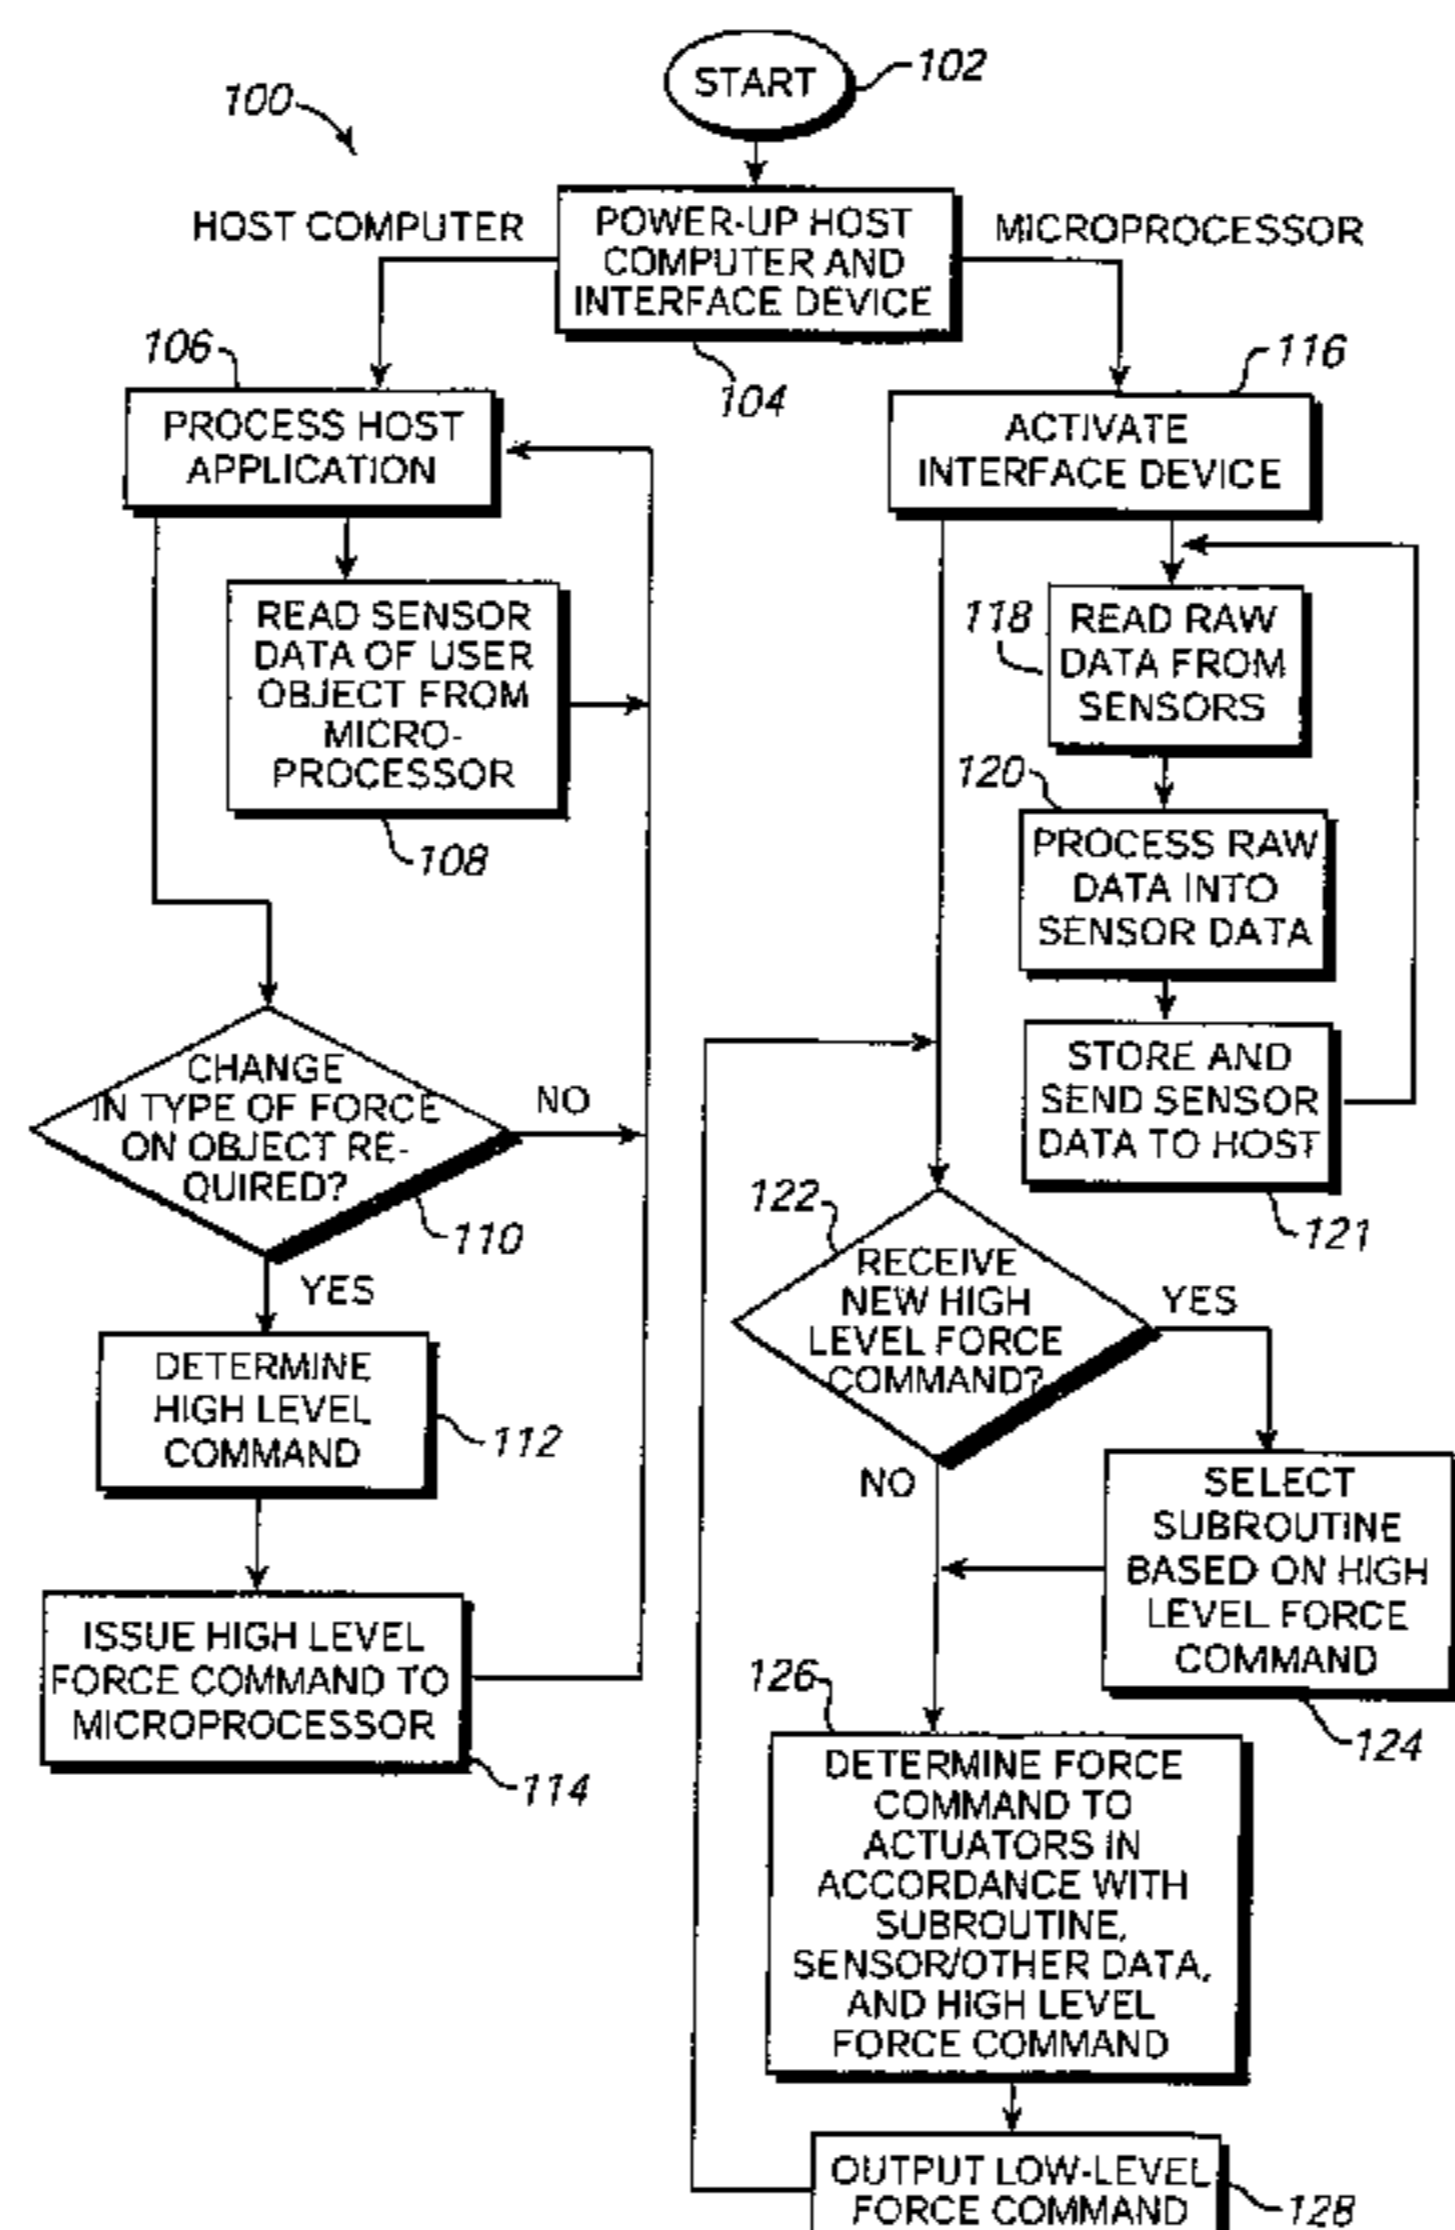 START
102
100
HOST COMPUTER
POWER-UP HOST
COMPUTER AND
INTERFACE DEVICE
MICROPROCESSOR
104
106
PROCESS HOST
APPLICATION
READ SENSOR
DATA OF USER
OBJECT FROM
MICRO-
PROCESSOR
108
CHANGE
IN TYPE OF FORCE
ON OBJECT RE-
QUIRED?
NO
110
YES
DETERMINE
HIGH LEVEL
COMMAND
112
ISSUE HIGH LEVEL
FORCE COMMAND TO
MICROPROCESSOR
114
116
ACTIVATE
INTERFACE DEVICE
118
READ RAW
DATA FROM
SENSORS
120
PROCESS RAW
DATA INTO
SENSOR DATA
STORE AND
SEND SENSOR
DATA TO HOST
121
122
RECEIVE
NEW HIGH
LEVEL FORCE
COMMAND?
YES
NO
SELECT
SUBROUTINE
BASED ON HIGH
LEVEL FORCE
COMMAND
124
126
DETERMINE FORCE
COMMAND TO
ACTUATORS IN
ACCORDANCE WITH
SUBROUTINE,
SENSOR/OTHER DATA,
AND HIGH LEVEL
FORCE COMMAND
OUTPUT LOW-LEVEL
FORCE COMMAND
128